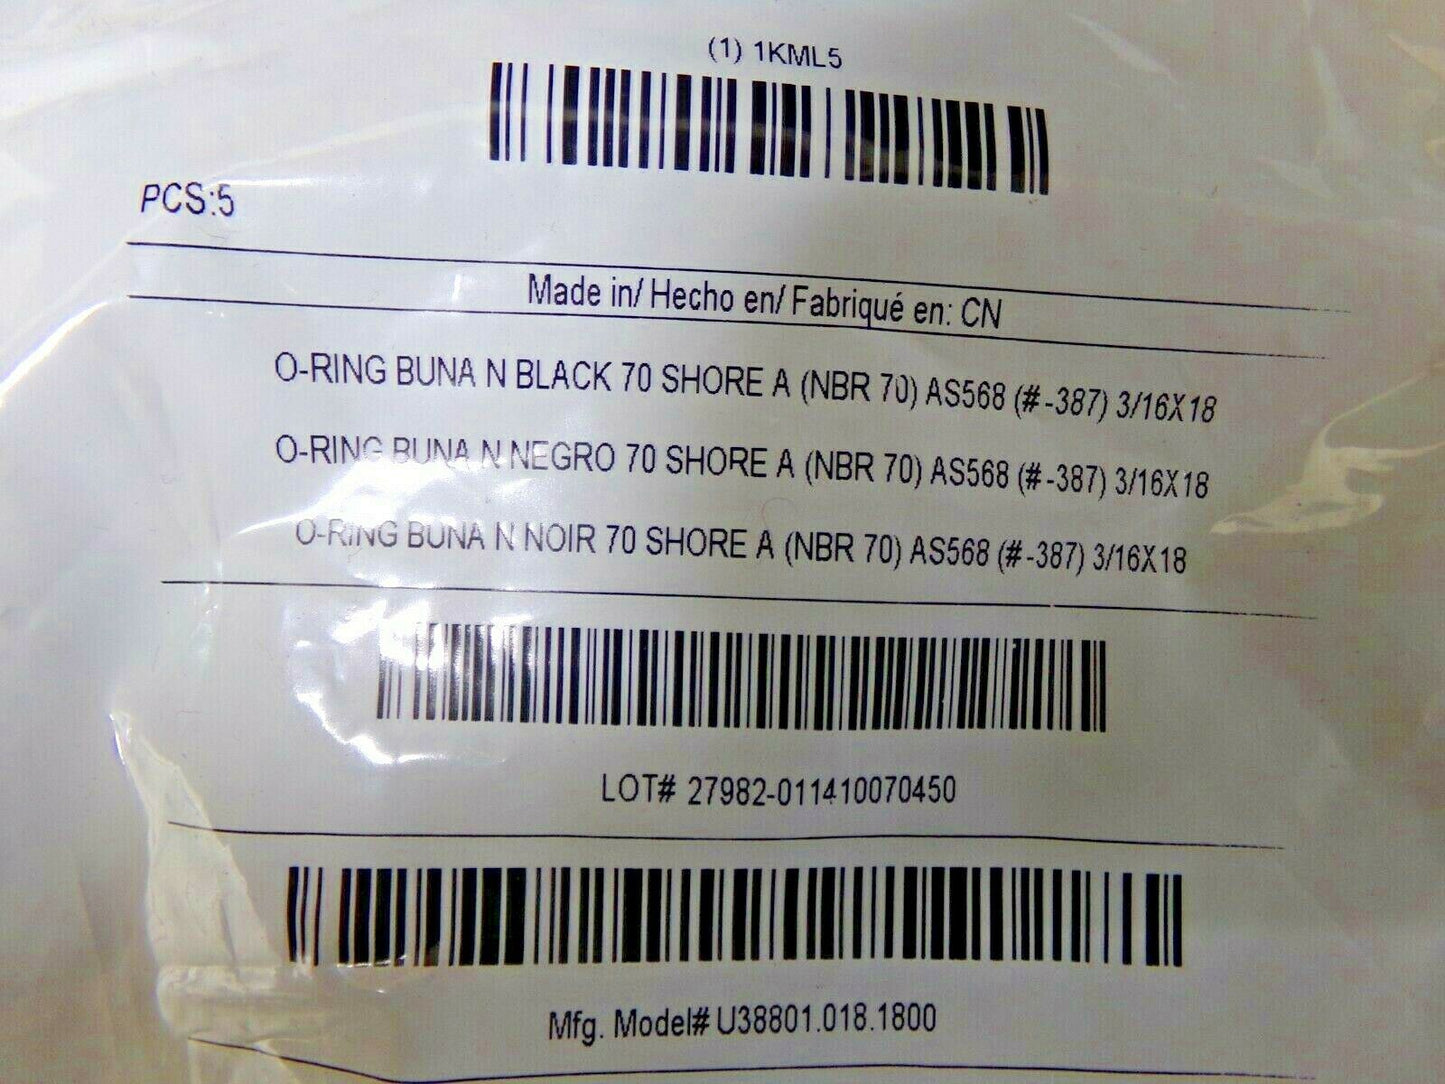 (1) 1KML5
PCS:5
Made in/ Hecho en/ Fabriqué en: CN
O-RING BUNA N BLACK 70 SHORE A (NBR 70) AS568 (#-387) 3/16X18
O-RING BUNA N NEGRO 70 SHORE A (NBR 70) AS568 (#-387) 3/16X18
O-RING BUNA N NOIR 70 SHORE A (NBR 70) AS568 (#-387) 3/16X18
LOT# 27982-011410070450
Mfg. Model# U38801.018.1800